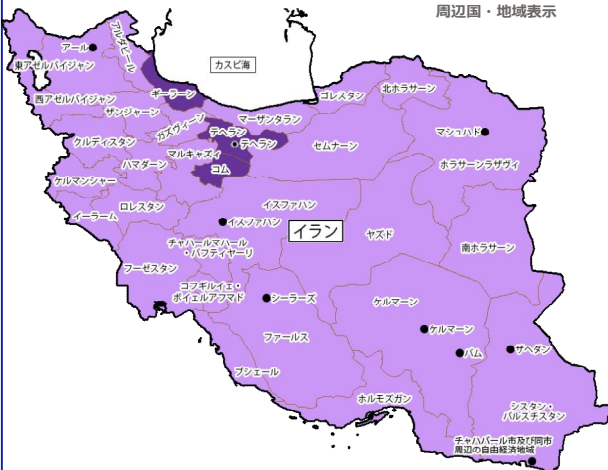 周辺国・地域表示
アルダビール
アール
東アゼルバイジャン
カスピ海
西アゼルバイジャン
ギーラーン
ザンジャーン
ゴレスタン
北ホラサーン
マーザンタラン
ガズヴィーン
テヘラン
テヘラン
マシュハド
クルディスタン
マルキャズィ
セムナーン
ハマダーン
コム
ホラサーンラザヴィ
ケルマンシャー
ロレスタン
イーラーム
イスファハン
イスファハン
イラン
ヤズド
チャハールマハール
・バフティヤーリ
南ホラサーン
フーゼスタン
コフギルイェ・
ボイェルアフマド
シーラーズ
ケルマーン
ファールス
ケルマーン
バム
ザヘダン
ブシェール
ホルモズガン
シスタン・
バルスチスタン
チャハバール市及び同市
周辺の自由経済地域